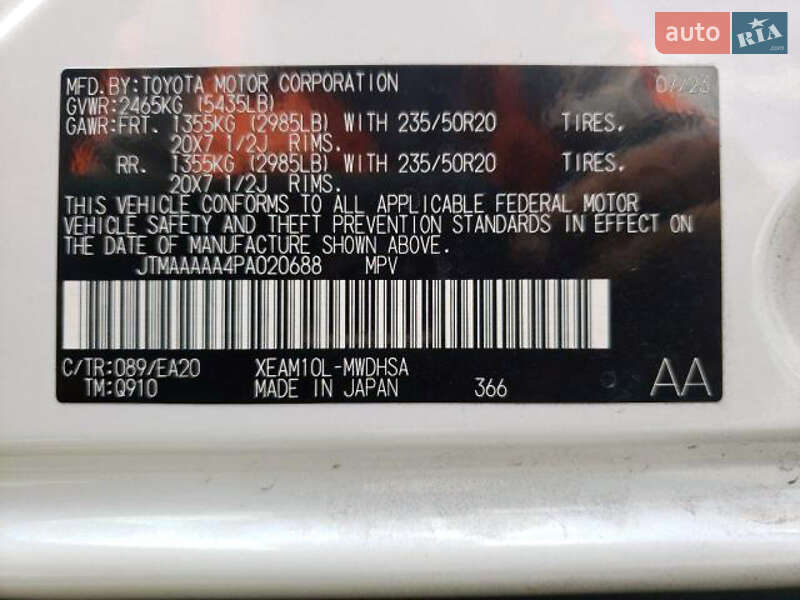 auto RIA .com
MFD.BY:TOYOTA MOTOR CORPORATION 07/23
GVWR:2465KG (5435LB)
GAWR:FRT. 1355KG (2985LB) WITH 235/50R20 TIRES.
20X7 1/2J RIMS.
RR. 1355KG (2985LB) WITH 235/50R20 TIRES.
20X7 1/2J RIMS.
THIS VEHICLE CONFORMS TO ALL APPLICABLE FEDERAL MOTOR
VEHICLE SAFETY AND THEFT PREVENTION STANDARDS IN EFFECT ON
THE DATE OF MANUFACTURE SHOWN ABOVE.
JTMAAAAA4PA020688 MPV
C/TR:089/EA20 XEAM10L-MWDHSA
TM:Q910 MADE IN JAPAN 366 AA